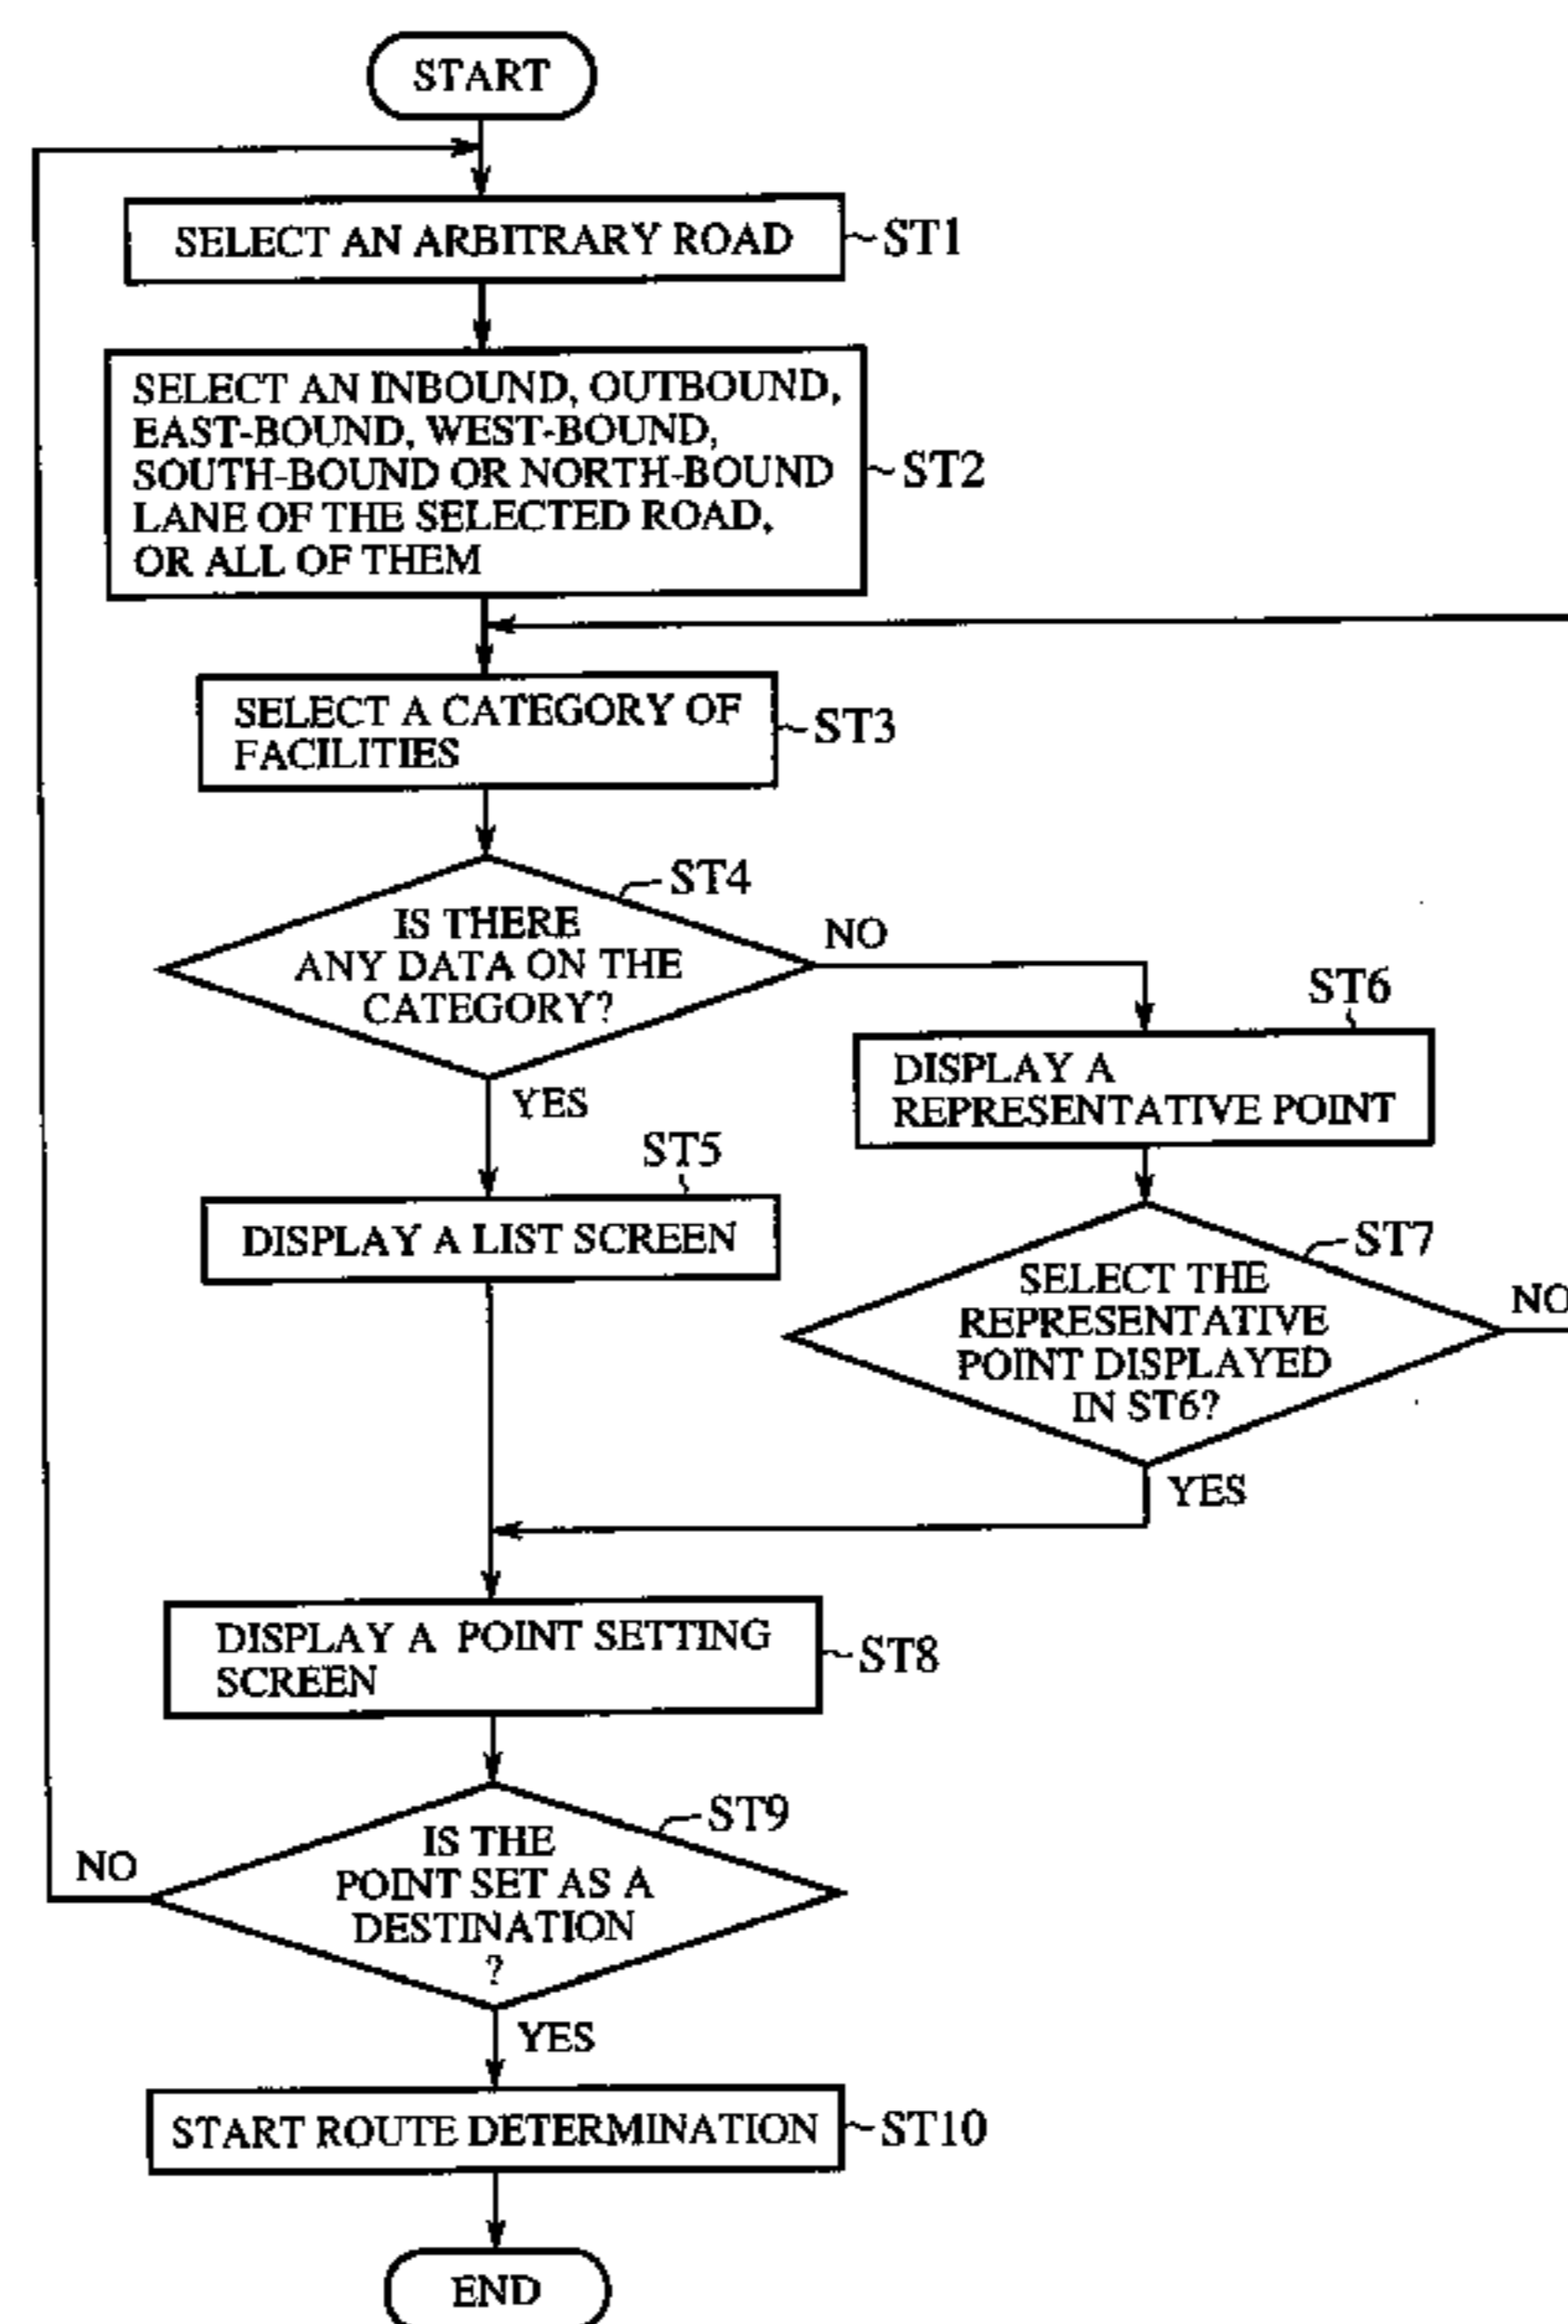 START
SELECT AN ARBITRARY ROAD
ST1
SELECT AN INBOUND, OUTBOUND,
EAST-BOUND, WEST-BOUND,
SOUTH-BOUND OR NORTH-BOUND
LANE OF THE SELECTED ROAD,
OR ALL OF THEM
ST2
SELECT A CATEGORY OF
FACILITIES
ST3
ST4
IS THERE
ANY DATA ON THE
CATEGORY?
NO
YES
ST6
DISPLAY A
REPRESENTATIVE POINT
ST5
DISPLAY A LIST SCREEN
ST7
SELECT THE
REPRESENTATIVE
POINT DISPLAYED
IN ST6?
NO
YES
DISPLAY A POINT SETTING
SCREEN
ST8
ST9
IS THE
POINT SET AS A
DESTINATION
?
NO
YES
START ROUTE DETERMINATION
ST10
END